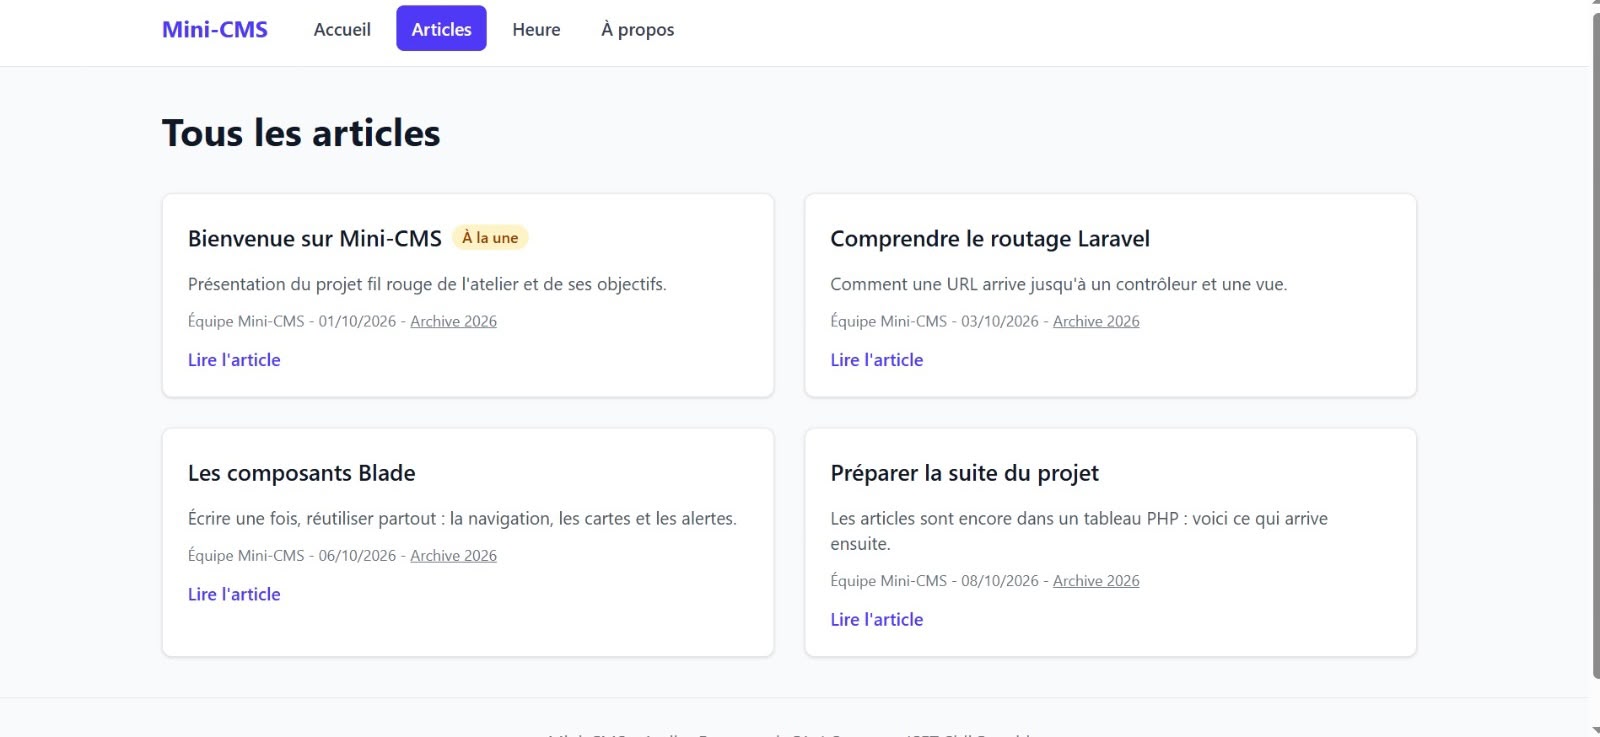 Mini-CMS Accueil Articles Heure À propos
Tous les articles
Bienvenue sur Mini-CMS À la une
Présentation du projet fil rouge de l'atelier et de ses objectifs.
Équipe Mini-CMS - 01/10/2026 - Archive 2026
Lire l'article
Comprendre le routage Laravel
Comment une URL arrive jusqu'à un contrôleur et une vue.
Équipe Mini-CMS - 03/10/2026 - Archive 2026
Lire l'article
Les composants Blade
Écrire une fois, réutiliser partout : la navigation, les cartes et les alertes.
Équipe Mini-CMS - 06/10/2026 - Archive 2026
Lire l'article
Préparer la suite du projet
Les articles sont encore dans un tableau PHP : voici ce qui arrive
ensuite.
Équipe Mini-CMS - 08/10/2026 - Archive 2026
Lire l'article